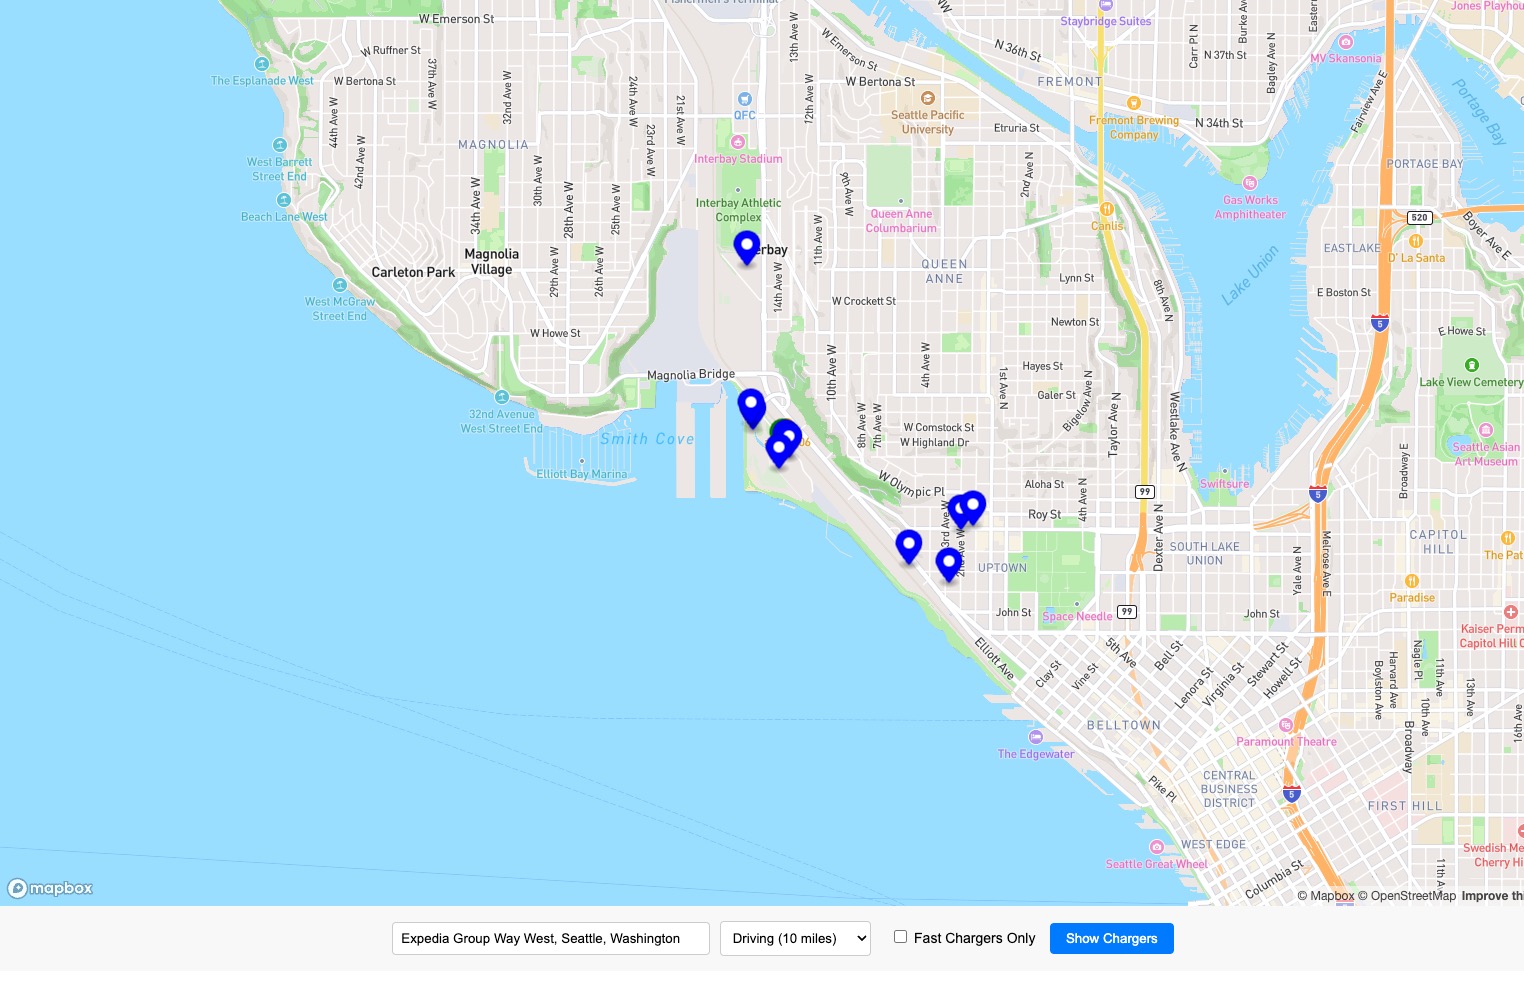 Fishermen's Terminal
W Emerson St
13th Ave W
Staybridge Suites
Burke Av
Jones Playhou
W Ruffner St
W Emerson St
N 36th St
Carr Pl N
N 37th St
Bagley Ave N
MV Skansonia
The Esplanade West
W Bertona St
37th Ave W
32nd Ave W
24th Ave W
21st Ave W
12th Ave W
W Bertona St
FREMONT
Fairview Ave E
Portage Bay
44th Ave W
QFC
Seattle Pacific
University
Fremont Brewing
Company
N 34th St
23rd Ave W
Etruria St
MAGNOLIA
42nd Ave W
West Barrett
Street End
Interbay Stadium
PORTAGE BAY
30th Ave W
2nd Ave N
9th Ave W
34th Ave W
28th Ave W
25th Ave W
Interbay Athletic
Complex
Gas Works
Amphitheater
Beach Lane West
Queen Anne
Columbarium
Canlis
520
Boyer Ave E
11th Ave W
Magnolia
Village
Carleton Park
erbay
EASTLAKE
D' La Santa
29th Ave W
26th Ave W
QUEEN
ANNE
Lynn St
Lake Union
14th Ave W
8th Ave N
E Boston St
West McGraw
Street End
W Crockett St
Newton St
5
W Howe St
E Howe St
Magnolia Bridge
10th Ave W
4th Ave W
Hayes St
1st Ave N
Bigelow Ave N
Galer St
Taylor Ave N
Westlake Ave N
Lake View Cemetery
32nd Avenue
West Street End
8th Ave W
7th Ave W
W Comstock St
W Highland Dr
Smith Cove
06
Broadway E
Seattle Asian
Art Museum
Elliott Bay Marina
W Olympic Pl
Aloha St
4th Ave N
Swiftsure
99
5
3rd Ave W
Roy St
Dexter Ave N
2nd Ave W
SOUTH LAKE
UNION
Melrose Ave E
CAPITOL
HILL
UPTOWN
Yale Ave N
The Pat
Paradise
John St
Space Needle
99
John St
Kaiser Perm
Capitol Hill C
Elliott Ave
5th Ave
Bell St
Stewart St
Howell St
Nagle Pl
11th Ave
Clay St
Vine St
Lenora St
Virginia St
Boylston Ave
Harvard Ave
13th Ave
10th Ave
16th Ave
BELLTOWN
The Edgewater
Paramount Theatre
Broadway
Pike Pl
CENTRAL
BUSINESS
DISTRICT
5
FIRST HILL
WEST EDGE
Seattle Great Wheel
Swedish Me
Cherry Hi
11th A
Columbia St
mapbox
© Mapbox © OpenStreetMap Improve thi
Expedia Group Way West, Seattle, Washington
Driving (10 miles)
Fast Chargers Only
Show Chargers